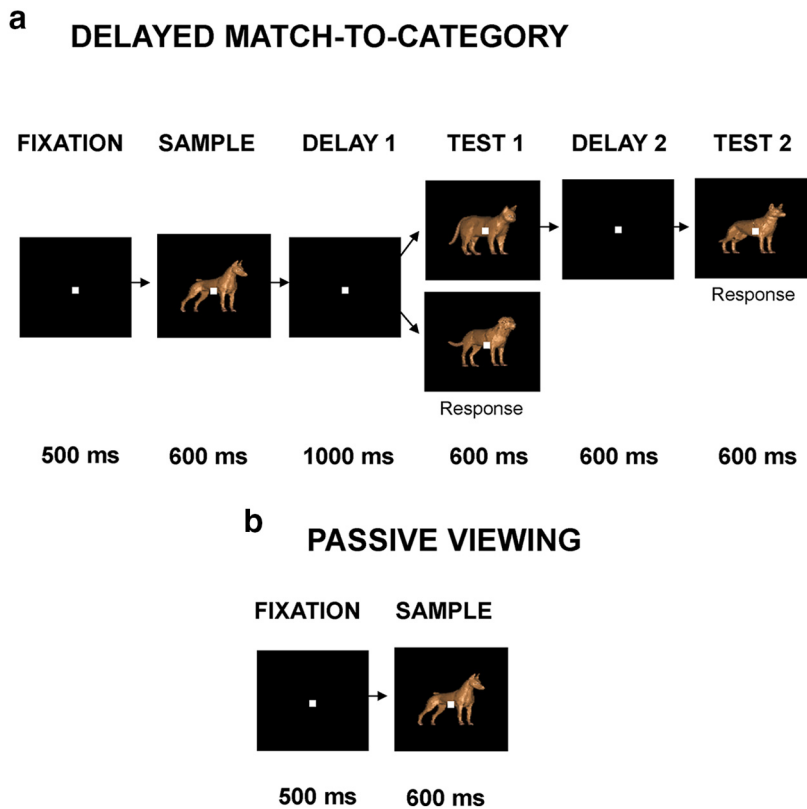 a
DELAYED MATCH-TO-CATEGORY
FIXATION SAMPLE DELAY 1 TEST 1 DELAY 2 TEST 2
Response
Response
500 ms 600 ms 1000 ms 600 ms 600 ms 600 ms
b
PASSIVE VIEWING
FIXATION SAMPLE
500 ms 600 ms